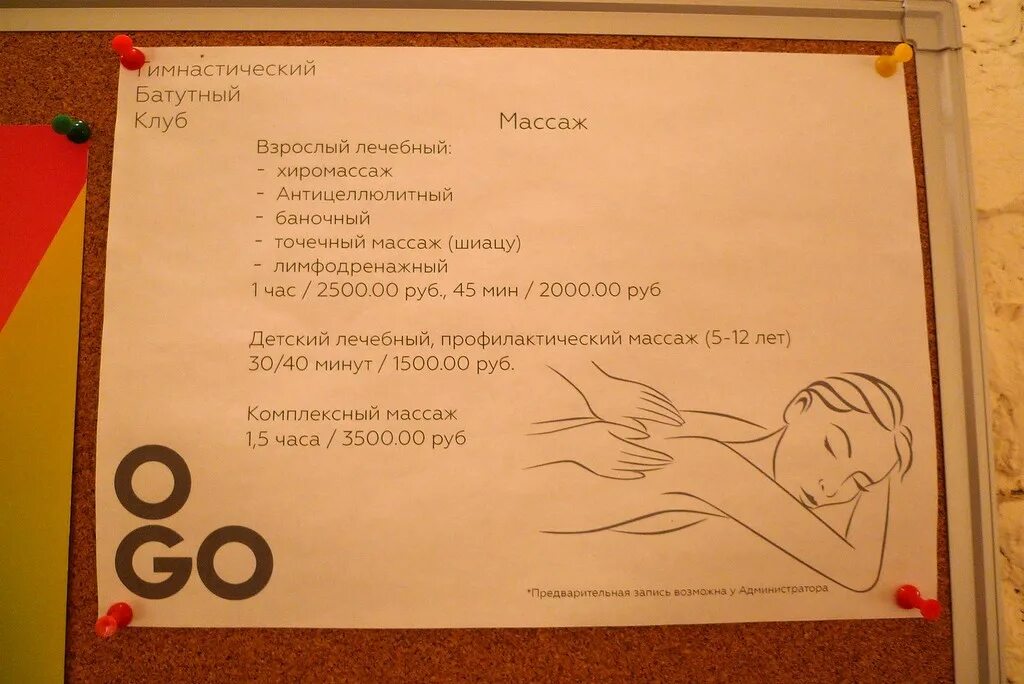 Гимнастический
Батутный
Клуб
Массаж
Взрослый лечебный:
- хиромассаж
- Антицеллюлитный
- баночный
- точечный массаж (шиацу)
- лимфодренажный
1 час / 2500.00 руб., 45 мин / 2000.00 руб
Детский лечебный, профилактический массаж (5-12 лет)
30/40 минут / 1500.00 руб.
Комплексный массаж
1,5 часа / 3500.00 руб
O
GO
*Предварительная запись возможна у Администратора